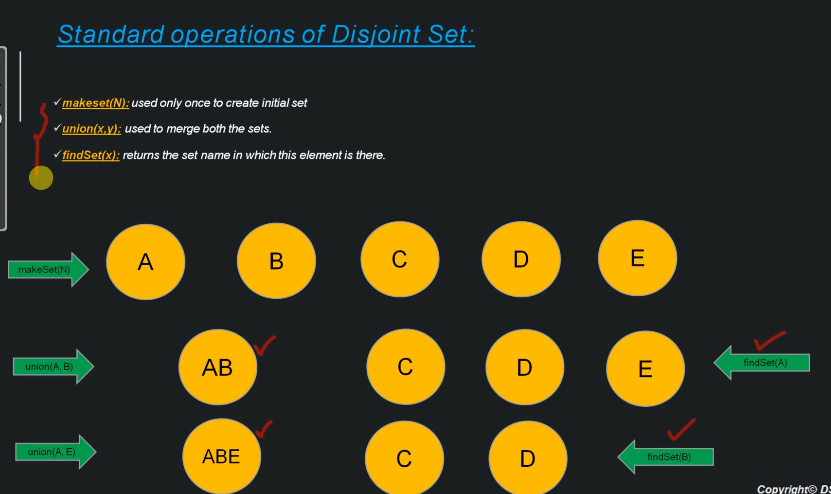 Standard operations of Disjoint Set:
✓makeset(N): used only once to create initial set
✓union(x,y): used to merge both the sets.
✓findSet(x): returns the set name in which this element is there.
makeSet(N) A B C D E
union(A, B) AB C D E findSet(A)
union(A, E) ABE C D findSet(B)
Copyright© DS